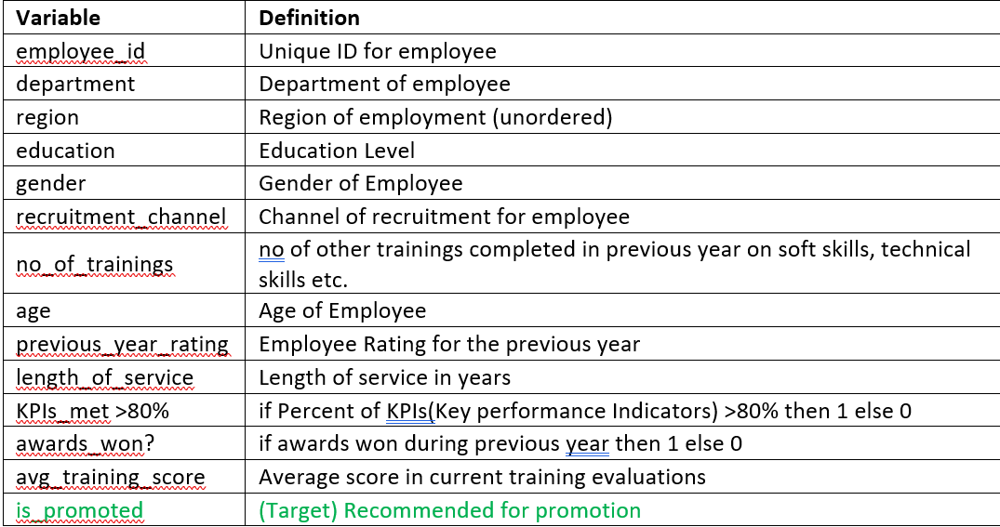 Variable Definition
employee_id Unique ID for employee
department Department of employee
region Region of employment (unordered)
education Education Level
gender Gender of Employee
recruitment_channel Channel of recruitment for employee
no_of_trainings no of other trainings completed in previous year on soft skills, technical
skills etc.
age Age of Employee
previous_year_rating Employee Rating for the previous year
length_of_service Length of service in years
KPIs_met >80% if Percent of KPIs(Key performance Indicators) >80% then 1 else 0
awards_won? if awards won during previous year then 1 else 0
avg_training_score Average score in current training evaluations
is_promoted (Target) Recommended for promotion